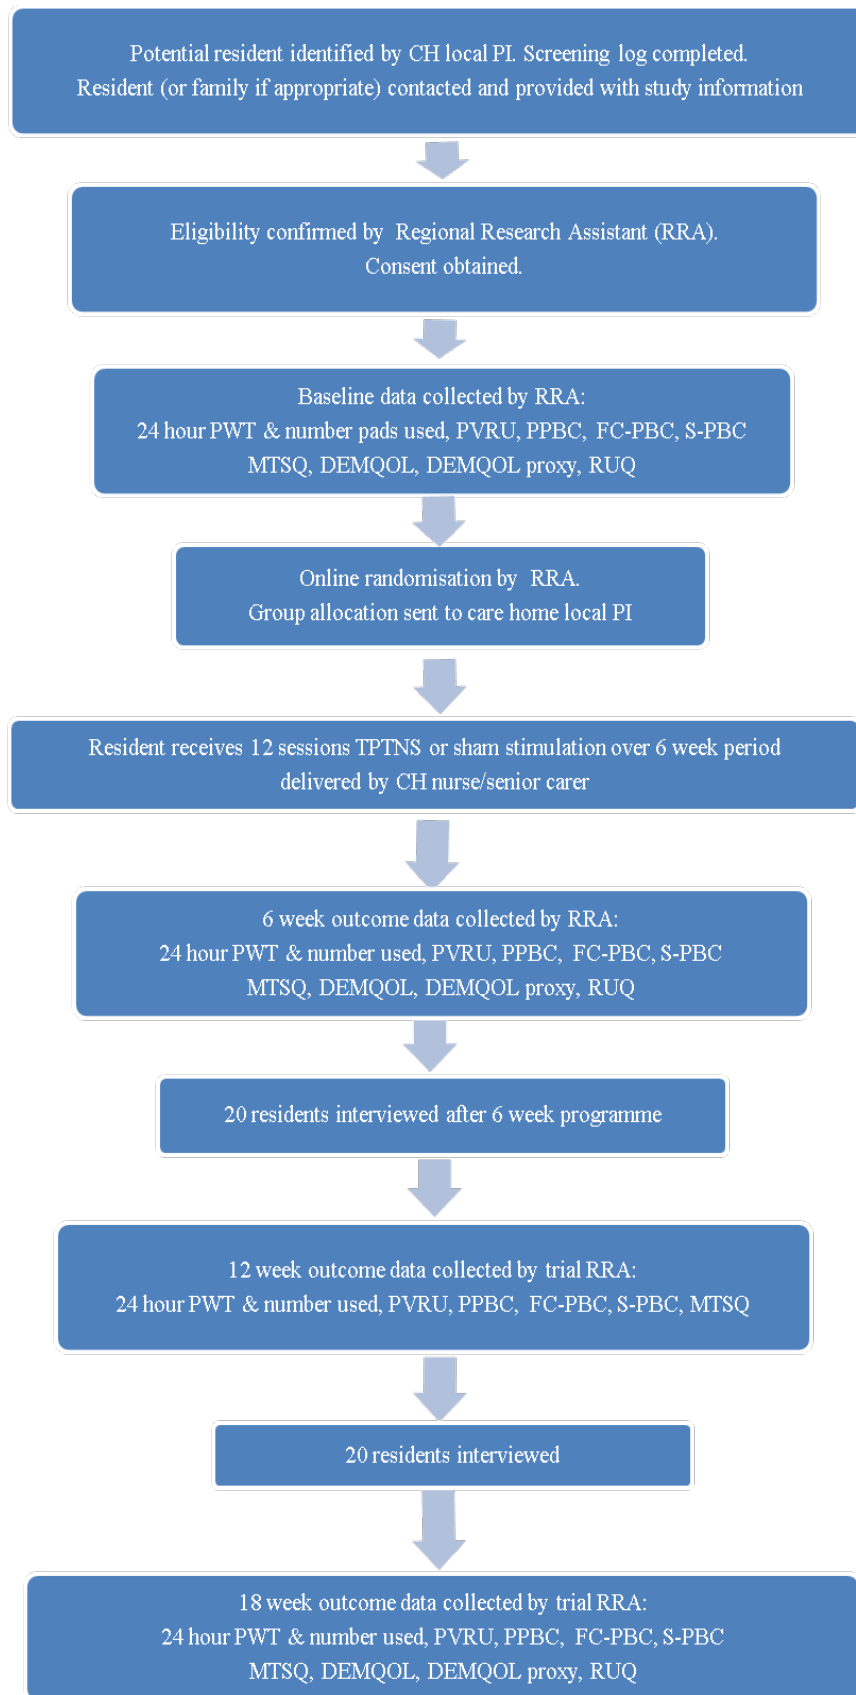 Potential resident identified by CH local PI. Screening log completed.
Resident (or family if appropriate) contacted and provided with study information
Eligibility confirmed by Regional Research Assistant (RRA).
Consent obtained.
Baseline data collected by RRA:
24 hour PWT & number pads used, PVRU, PPBC, FC-PBC, S-PBC
MTSQ, DEMQOL, DEMQOL proxy, RUQ
Online randomisation by RRA.
Group allocation sent to care home local PI
Resident receives 12 sessions TPTNS or sham stimulation over 6 week period
delivered by CH nurse/senior carer
6 week outcome data collected by RRA:
24 hour PWT & number used, PVRU, PPBC, FC-PBC, S-PBC
MTSQ, DEMQOL, DEMQOL proxy, RUQ
20 residents interviewed after 6 week programme
12 week outcome data collected by trial RRA:
24 hour PWT & number used, PVRU, PPBC, FC-PBC, S-PBC, MTSQ
20 residents interviewed
18 week outcome data collected by trial RRA:
24 hour PWT & number used, PVRU, PPBC, FC-PBC, S-PBC
MTSQ, DEMQOL, DEMQOL proxy, RUQ